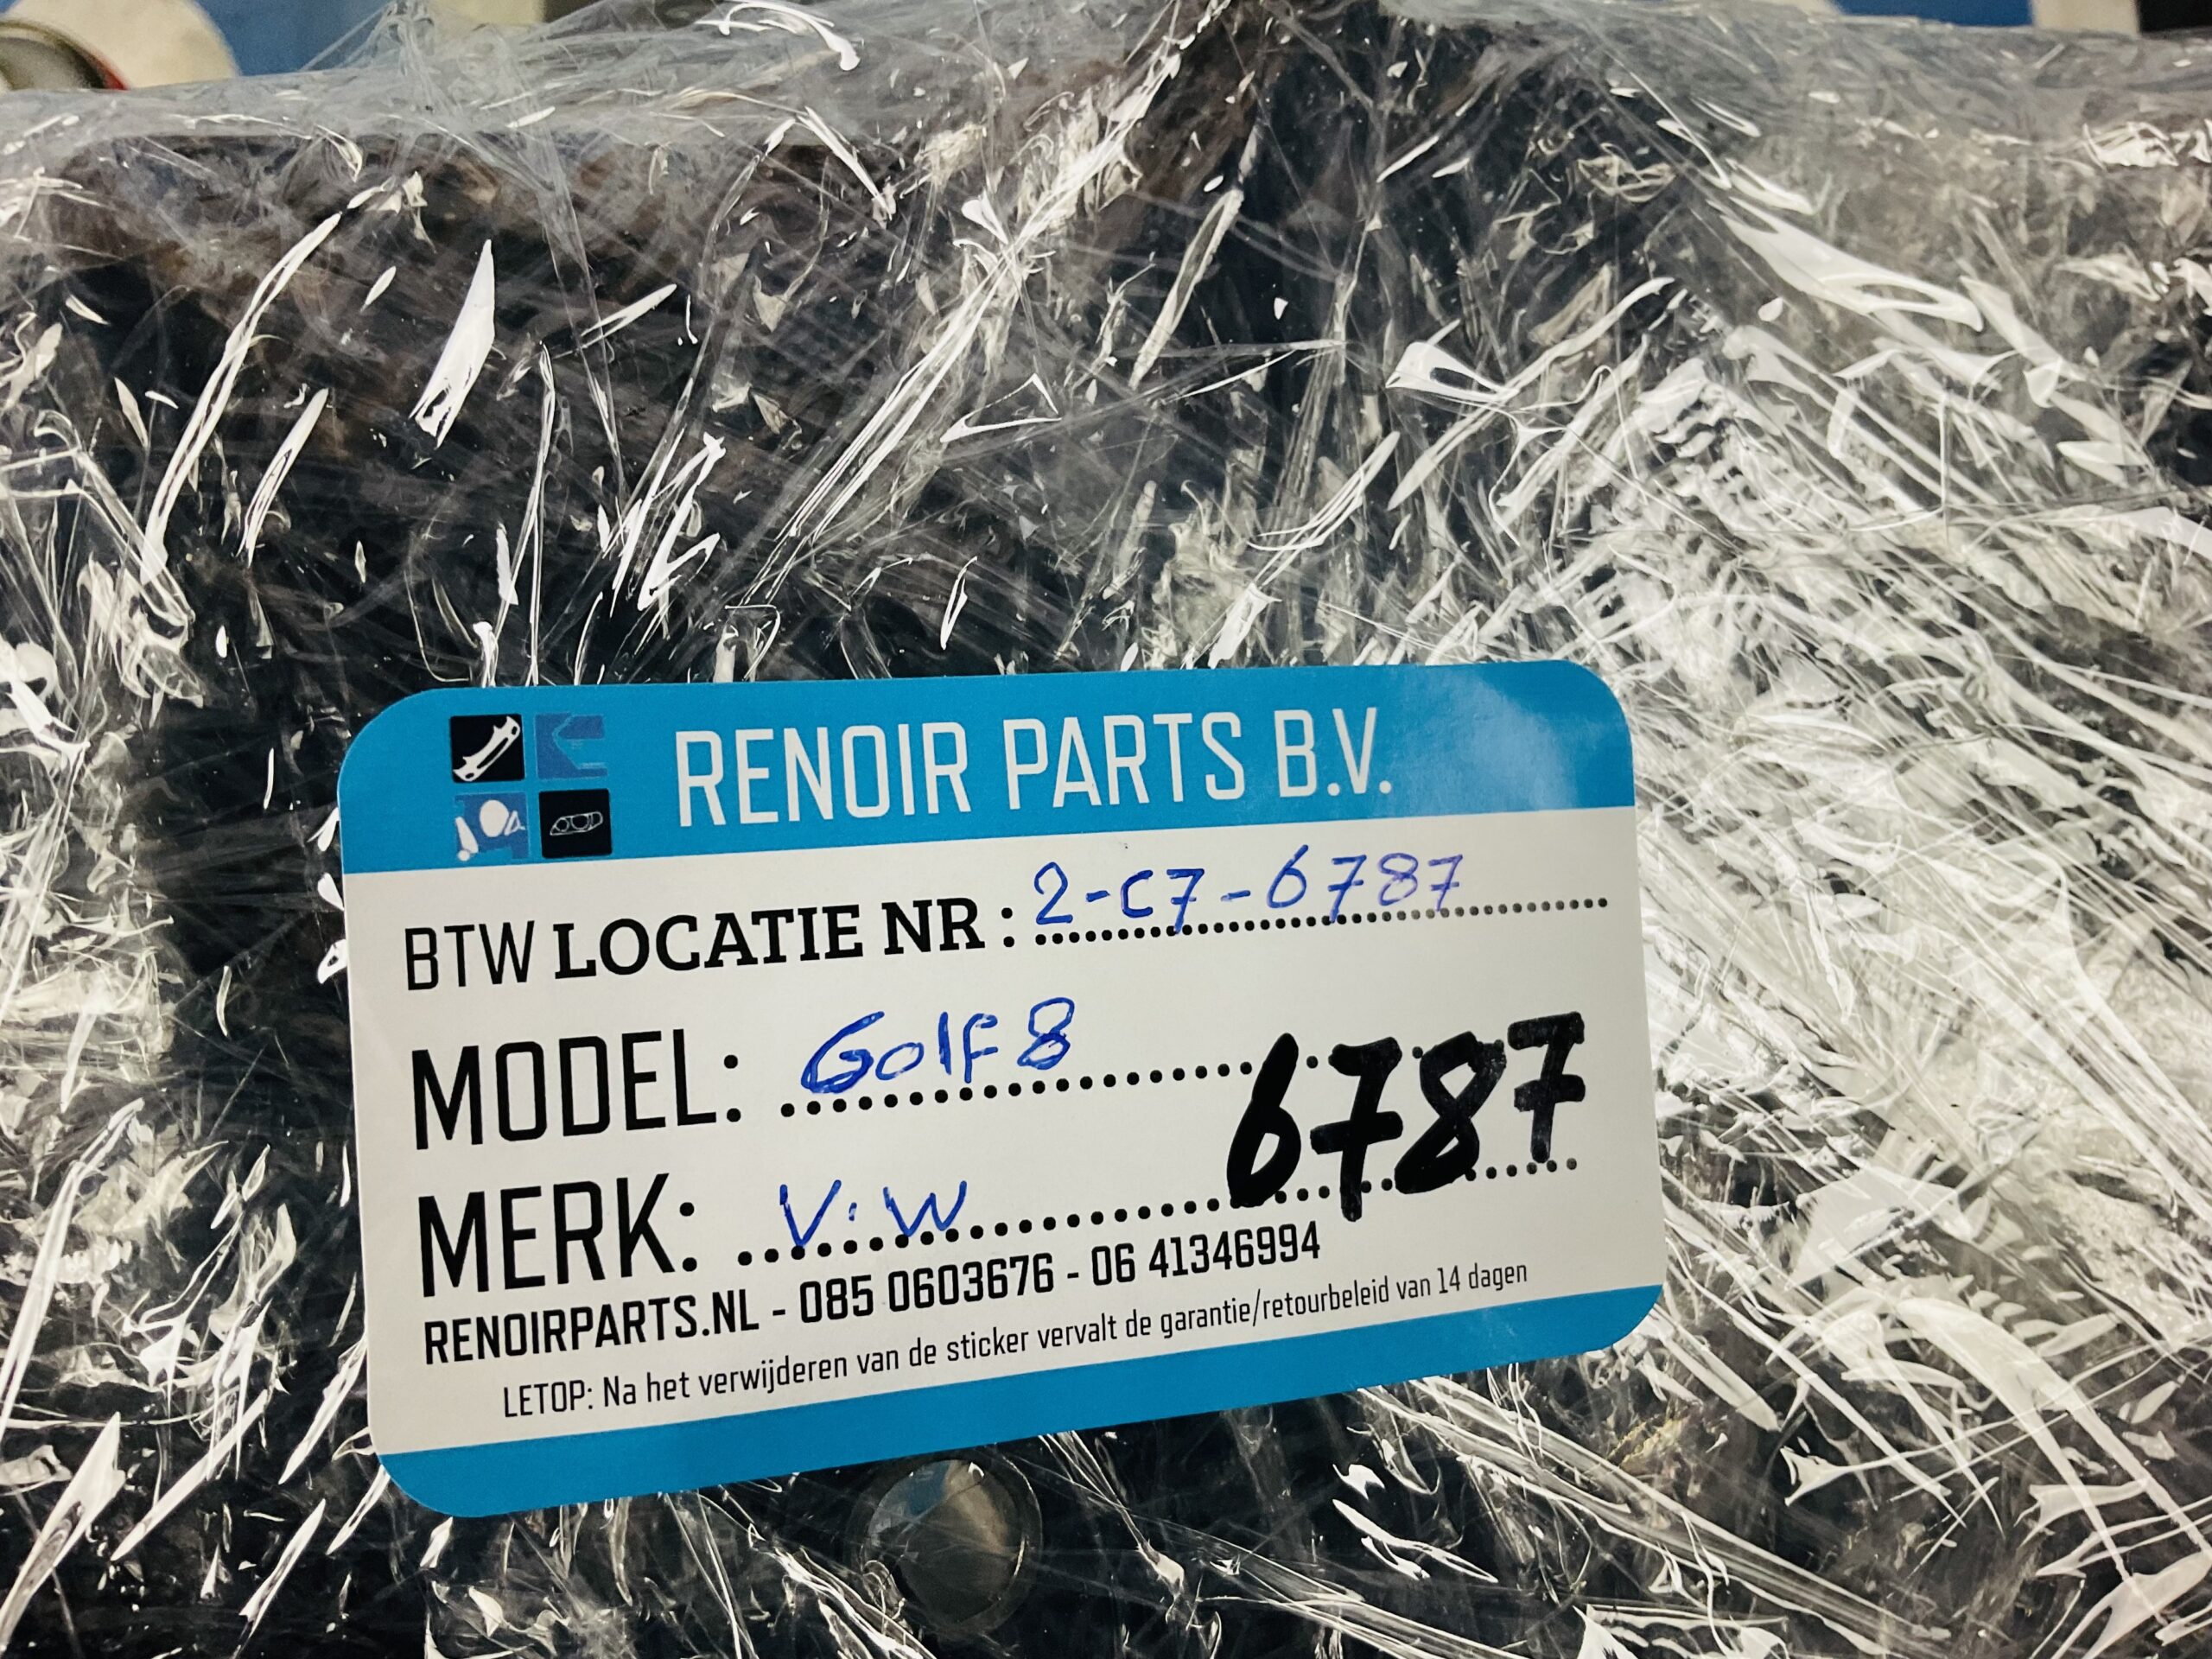 RENOIR PARTS B.V.
BTW LOCATIE NR : 2-C7-6787
MODEL: Golf 8
6787
MERK: V.W
RENOIRPARTS.NL - 085 0603676 - 06 41346994
LETOP: Na het verwijderen van de sticker vervalt de garantie/retourbeleid van 14 dagen